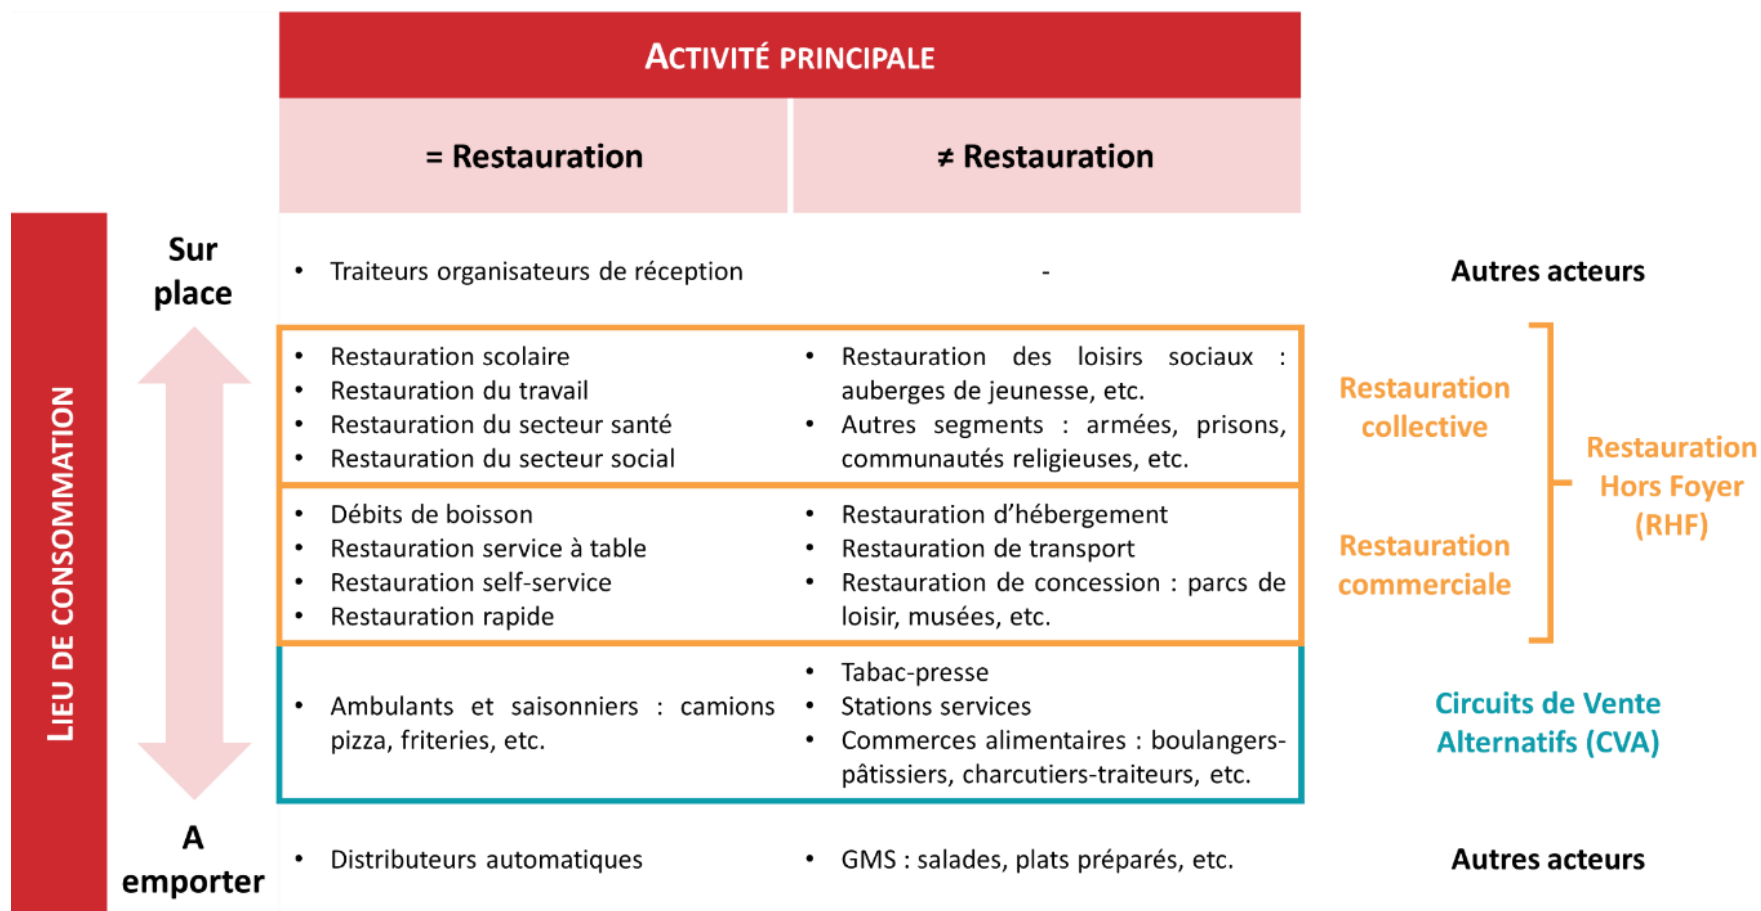 ACTIVITÉ PRINCIPALE
= Restauration
≠ Restauration
LIEU DE CONSOMMATION
Sur
place
• Traiteurs organisateurs de réception
-
Autres acteurs
• Restauration scolaire
• Restauration du travail
• Restauration du secteur santé
• Restauration du secteur social
• Restauration des loisirs sociaux :
auberges de jeunesse, etc.
• Autres segments : armées, prisons,
communautés religieuses, etc.
Restauration
collective
• Débits de boisson
• Restauration service à table
• Restauration self-service
• Restauration rapide
• Restauration d’hébergement
• Restauration de transport
• Restauration de concession : parcs de
loisir, musées, etc.
Restauration
commerciale
Restauration
Hors Foyer
(RHF)
• Ambulants et saisonniers : camions
pizza, friteries, etc.
• Tabac-presse
• Stations services
• Commerces alimentaires : boulangers-
pâtissiers, charcutiers-traiteurs, etc.
Circuits de Vente
Alternatifs (CVA)
A
emporter
• Distributeurs automatiques
• GMS : salades, plats préparés, etc.
Autres acteurs